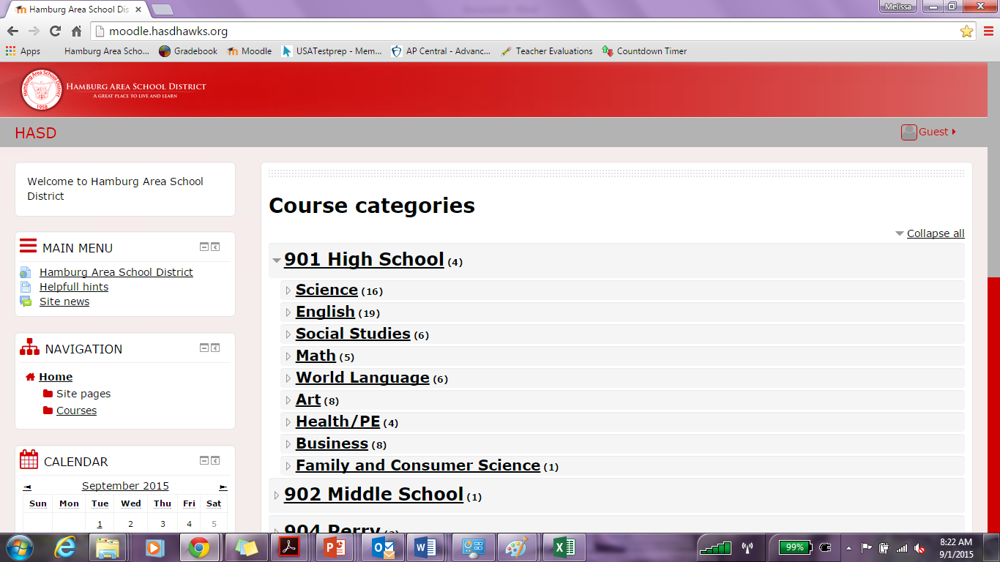 Hamburg Area School Dis
Melissa
moodle.hasdhawks.org
Apps
Hamburg Area Scho...
Gradebook
Moodle
USATestprep - Mem...
AP Central - Advanc...
Teacher Evaluations
Countdown Timer
Hamburg Area School District
1958
HAMBURG AREA SCHOOL DISTRICT
A GREAT PLACE TO LIVE AND LEARN
HASD
Guest
Welcome to Hamburg Area School
District
MAIN MENU
Hamburg Area School District
Helpfull hints
Site news
NAVIGATION
Home
Site pages
Courses
CALENDAR
September 2015
Sun Mon Tue Wed Thu Fri Sat
1 2 3 4 5
Course categories
Collapse all
901 High School (4)
Science (16)
English (19)
Social Studies (6)
Math (5)
World Language (6)
Art (8)
Health/PE (4)
Business (8)
Family and Consumer Science (1)
902 Middle School (1)
904 Perry
99%
8:22 AM
9/1/2015